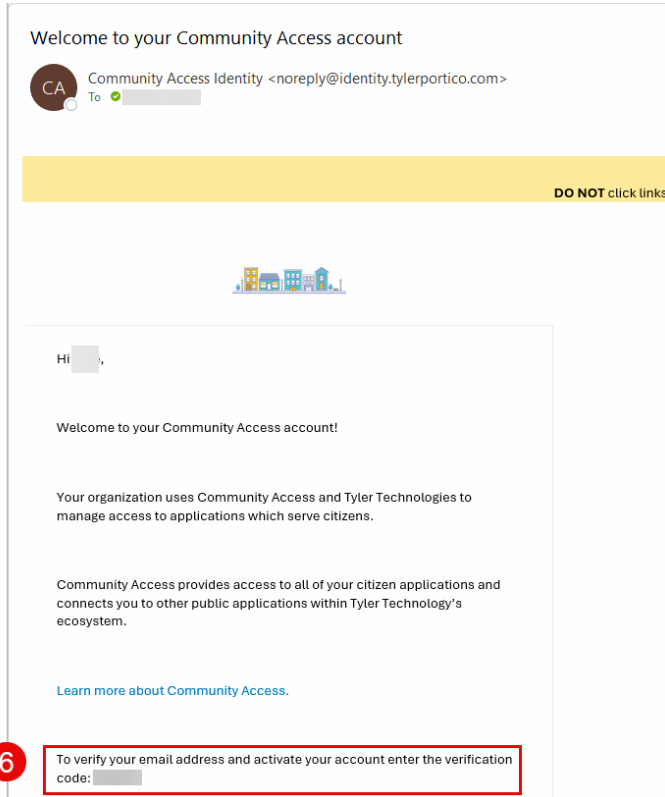 Welcome to your Community Access account
CA
Community Access Identity <noreply@identity.tylerportico.com>
To
DO NOT click links
Hi ,
Welcome to your Community Access account!
Your organization uses Community Access and Tyler Technologies to
manage access to applications which serve citizens.
Community Access provides access to all of your citizen applications and
connects you to other public applications within Tyler Technology's
ecosystem.
Learn more about Community Access.
6
To verify your email address and activate your account enter the verification
code: